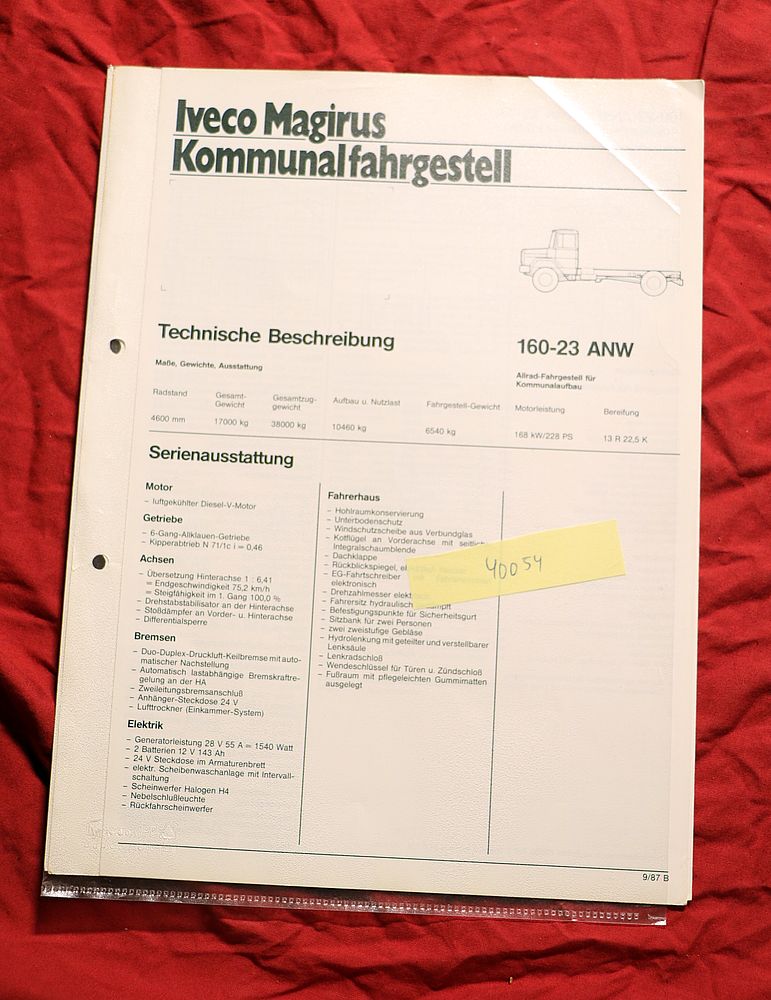 Iveco Magirus
Kommunalfahrgestell
Technische Beschreibung
160-23 ANW
Maße, Gewichte, Ausstattung
Allrad-Fahrgestell für
Kommunalaufbau
Radstand
Gesamt-
Gewicht
Gesamtzug-
gewicht
Aufbau u. Nutzlast
Fahrgestell-Gewicht
Motorleistung
Bereifung
4600 mm
17000 kg
38000 kg
10460 kg
6540 kg
168 kW/228 PS
13 R 22,5 K
Serienausstattung
Motor
– luftgekühlter Diesel-V-Motor
Getriebe
– 6-Gang-Allklauen-Getriebe
– Kipperabtrieb N 71/1c i = 0,46
Achsen
– Übersetzung Hinterachse 1 : 6,41
= Endgeschwindigkeit 75,2 km/h
= Steigfähigkeit im 1. Gang 100,0 %
– Drehstabstabilisator an der Hinterachse
– Stoßdämpfer an Vorder- u. Hinterachse
– Differentialsperre
Bremsen
– Duo-Duplex-Druckluft-Keilbremse mit auto-
matischer Nachstellung
– Automatisch lastabhängige Bremskraftre-
gelung an der HA
– Zweileitungsbremsanschluß
– Anhänger-Steckdose 24 V
– Lufttrockner (Einkammer-System)
Elektrik
– Generatorleistung 28 V 55 A = 1540 Watt
– 2 Batterien 12 V 143 Ah
– 24 V Steckdose im Armaturenbrett
– elektr. Scheibenwaschanlage mit Intervall-
schaltung
– Scheinwerfer Halogen H4
– Nebelschlußleuchte
– Rückfahrscheinwerfer
Fahrerhaus
– Hohlraumkonservierung
– Unterbodenschutz
– Windschutzscheibe aus Verbundglas
– Kotflügel an Vorderachse mit seitlich
Integralschaumblende
– Dachklappe
– Rückblickspiegel,
– EG-Fahrtschreiber
elektronisch
– Drehzahlmesser
– Fahrersitz hydraulisch
– Befestigungspunkte für Sicherheitsgurt
– Sitzbank für zwei Personen
– zwei zweistufige Gebläse
– Hydrolenkung mit geteilter und verstellbarer
Lenksäule
– Lenkradschloß
– Wendeschlüssel für Türen u. Zündschloß
– Fußraum mit pflegeleichten Gummimatten
ausgelegt
40054
9/87 B